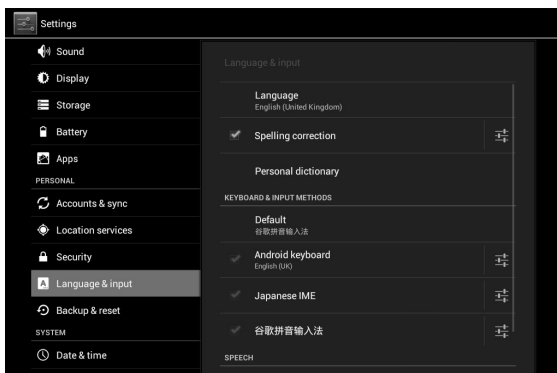 Settings
Sound
Display
Storage
Battery
Apps
PERSONAL
Accounts & sync
Location services
Security
A
Language & input
Backup & reset
SYSTEM
Date & time
Language & input
Language
English (United Kingdom)
Spelling correction
Personal dictionary
KEYBOARD & INPUT METHODS
Default
谷歌拼音输入法
Android keyboard
English (UK)
Japanese IME
谷歌拼音输入法
SPEECH